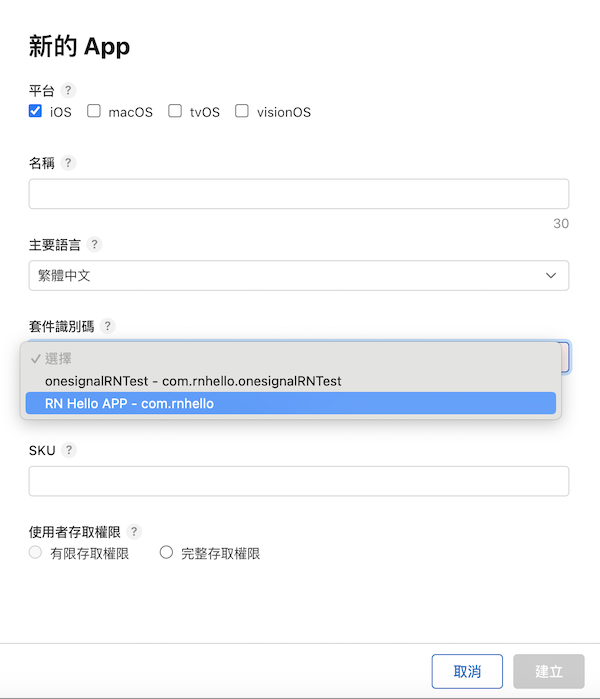 新的 App
平台 ?
iOS macOS tvOS visionOS
名稱 ?
30
主要語言 ?
繁體中文
套件識別碼 ?
選擇
onesignalRNTest - com.rnhello.onesignalRNTest
RN Hello APP - com.rnhello
SKU ?
使用者存取權限 ?
有限存取權限 完整存取權限
取消 建立